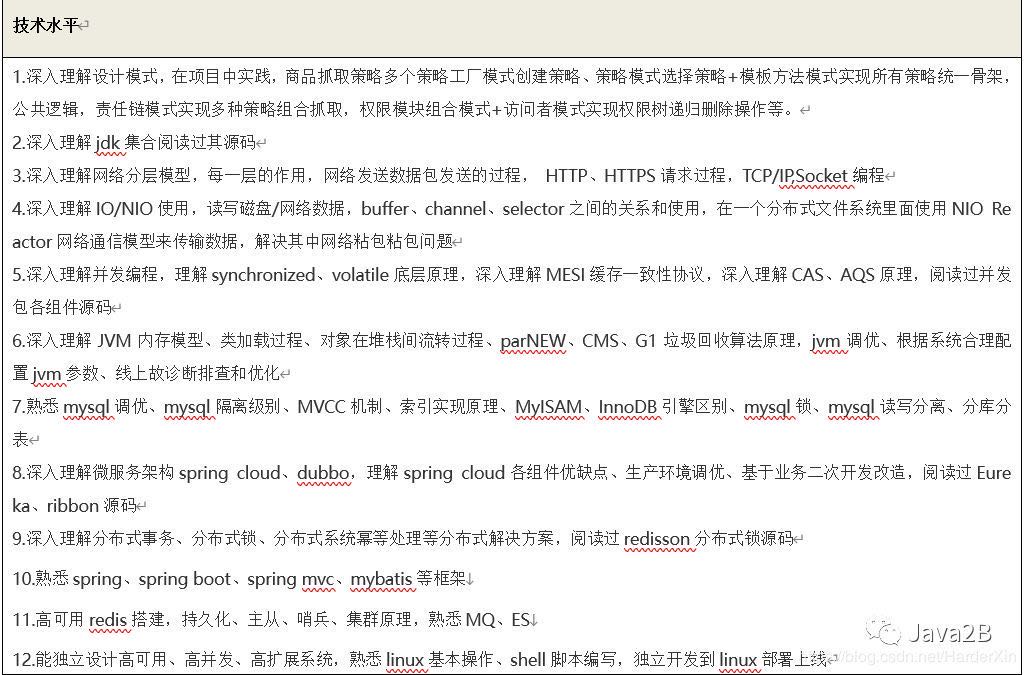 技术水平
1.深入理解设计模式，在项目中实践，商品抓取策略多个策略工厂模式创建策略、策略模式选择策略+模板方法模式实现所有策略统一骨架，
公共逻辑，责任链模式实现多种策略组合抓取，权限模块组合模式+访问者模式实现权限树递归删除操作等。
2.深入理解 jdk 集合阅读过其源码
3.深入理解网络分层模型，每一层的作用，网络发送数据包发送的过程， HTTP、HTTPS 请求过程，TCP/IP,Socket 编程
4.深入理解 IO/NIO 使用，读写磁盘/网络数据，buffer、channel、selector 之间的关系和使用，在一个分布式文件系统里面使用 NIO Re
actor 网络通信模型来传输数据，解决其中网络粘包粘包问题
5.深入理解并发编程，理解 synchronized、volatile 底层原理，深入理解 MESI 缓存一致性协议，深入理解 CAS、AQS 原理，阅读过并发
包各组件源码
6.深入理解 JVM 内存模型、类加载过程、对象在堆栈间流转过程、parNEW、CMS、G1 垃圾回收算法原理，jvm 调优、根据系统合理配
置 jvm 参数、线上故诊断排查和优化
7.熟悉 mysql 调优、mysql 隔离级别、MVCC 机制、索引实现原理、MyISAM、InnoDB 引擎区别、mysql 锁、mysql 读写分离、分库分
表
8.深入理解微服务架构 spring cloud、dubbo，理解 spring cloud 各组件优缺点、生产环境调优、基于业务二次开发改造，阅读过 Eure
ka、ribbon 源码
9.深入理解分布式事务、分布式锁、分布式系统幂等处理等分布式解决方案，阅读过 redisson 分布式锁源码
10.熟悉 spring、spring boot、spring mvc、mybatis 等框架
11.高可用 redis 搭建，持久化、主从、哨兵、集群原理，熟悉 MQ、ES
Java2B
12.能独立设计高可用、高并发、高扩展系统，熟悉 linux 基本操作、shell 脚本编写，独立开发到 linux 部署上线
https://blog.csdn.net/HarderXin